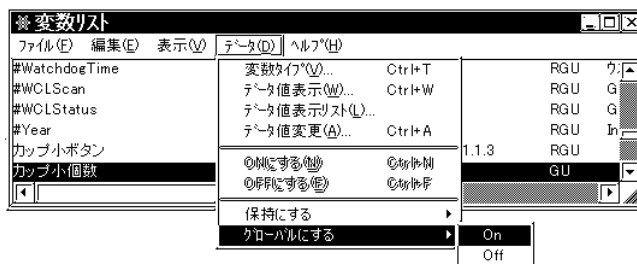 変数リスト
ファイル(F) 編集(E) 表示(V) データ(D) ヘルプ(H)
#WatchdogTime RGU ウ
#WCLScan RGU G
#WCLStatus RGU G
#Year RGU In
カップ小ボタン 1.1.3 RGU
カップ小個数 GU
変数タイプ(V)... Ctrl+T
データ値表示(W)... Ctrl+W
データ値表示リスト(L)...
データ値変更(A)... Ctrl+A
ONにする(N) Ctrl+N
OFFにする(F) Ctrl+F
保持にする
グローバルにする
On
Off